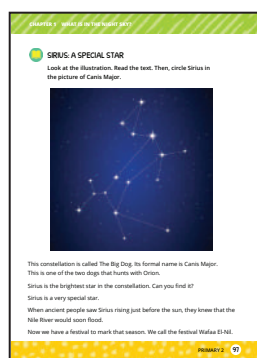 CHAPTER 3 WHAT IS IN THE NIGHT SKY?
SIRIUS: A SPECIAL STAR
Look at the illustration. Read the text. Then, circle Sirius in
the picture of Canis Major.
This constellation is called The Big Dog. Its formal name is Canis Major.
This is one of the two dogs that hunts with Orion.
Sirius is the brightest star in the constellation. Can you find it?
Sirius is a very special star.
When ancient people saw Sirius rising just before the sun, they knew that the
Nile River would soon flood.
Now we have a festival to mark that season. We call the festival Wafaa El-Nil.
PRIMARY 2 97